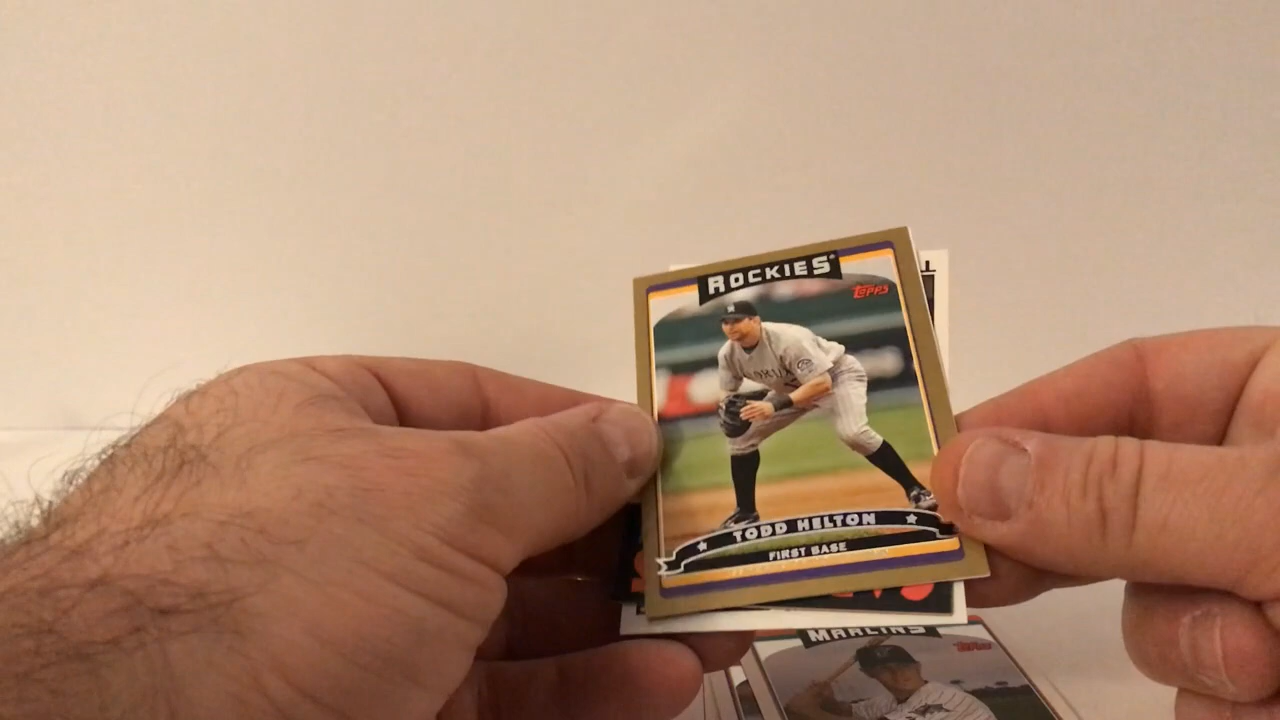 ROCKIES
Topps
TODD HELTON
FIRST BASE
MARLINS
Topps